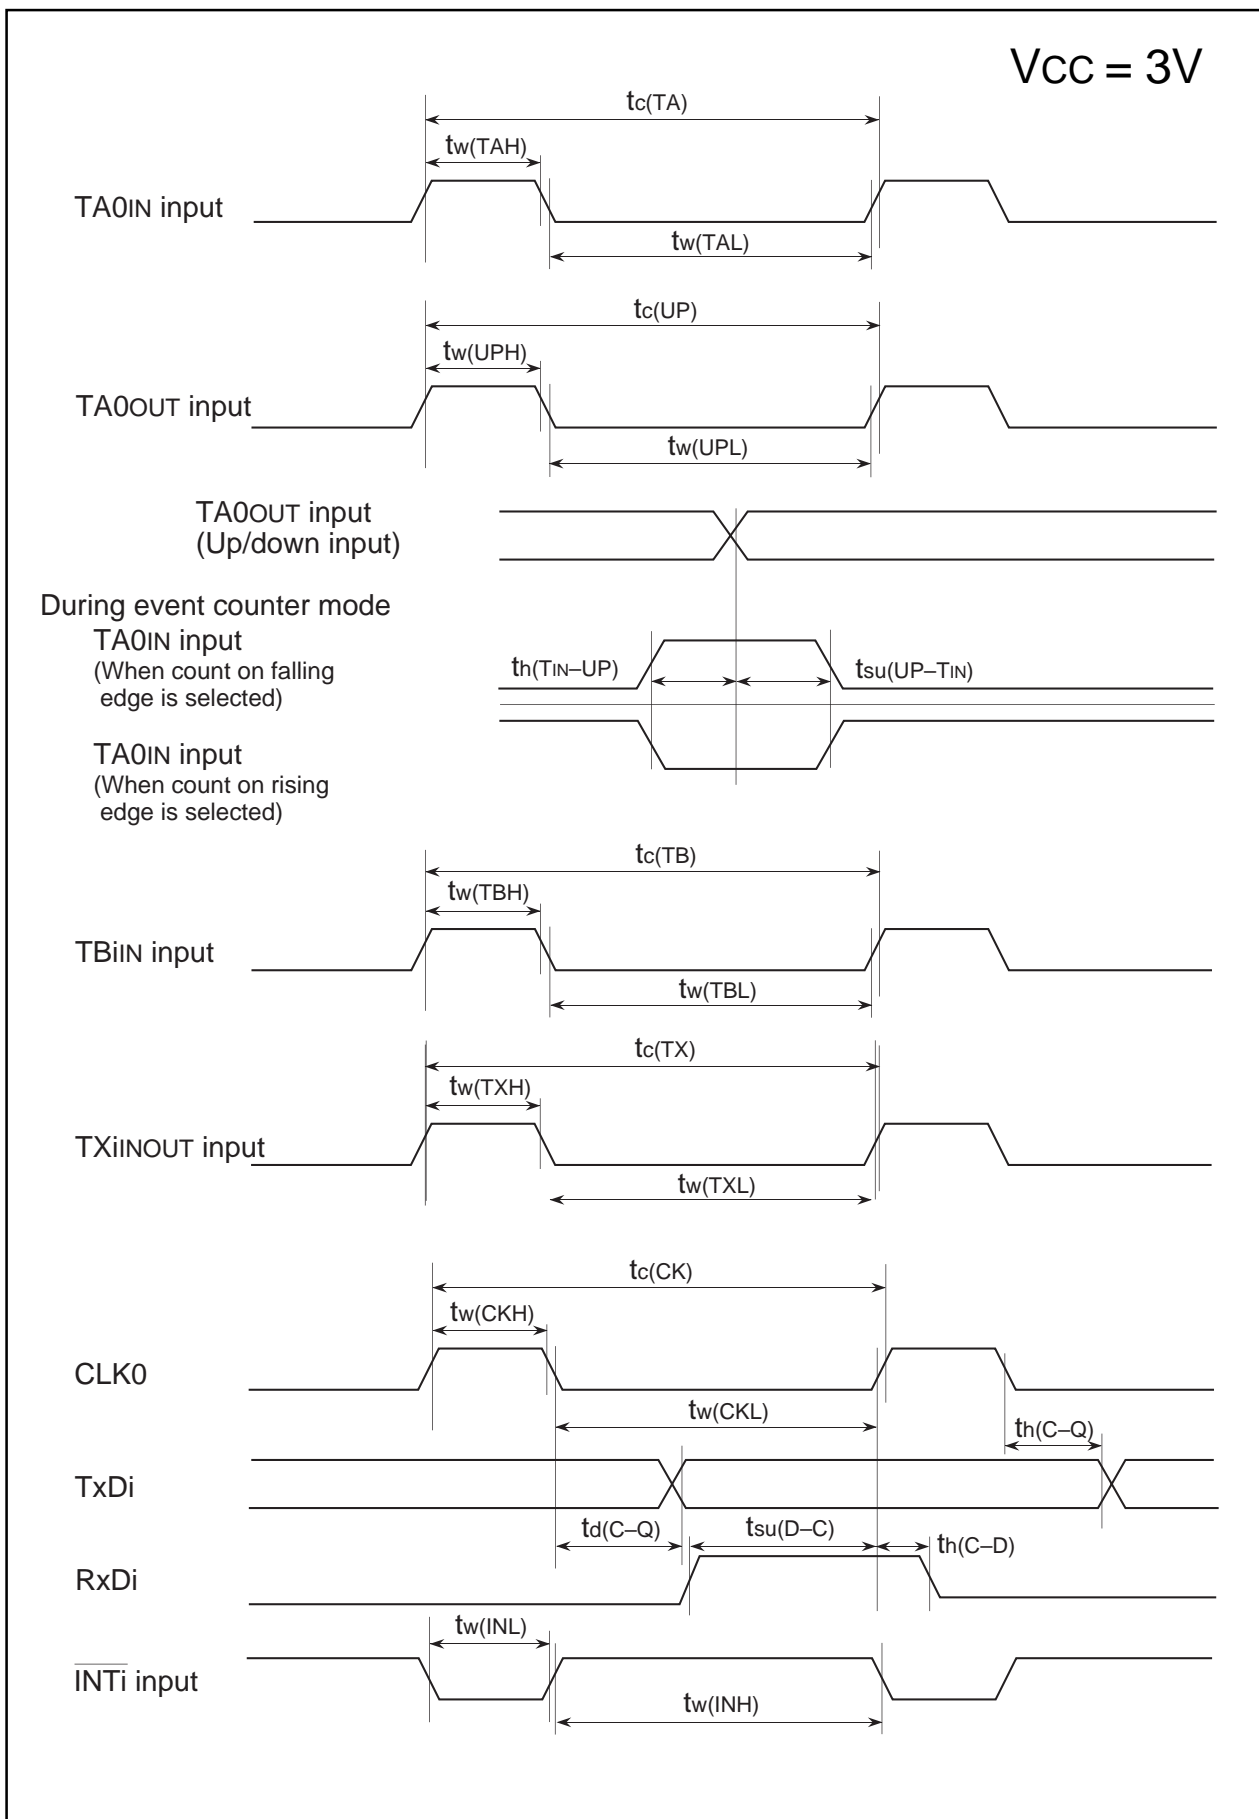 VCC = 3V
tc(TA)
tw(TAH)
TA0IN input
tw(TAL)
tc(UP)
tw(UPH)
TA0OUT input
tw(UPL)
TA0OUT input
(Up/down input)
During event counter mode
TA0IN input
(When count on falling
edge is selected)
th(TIN–UP)
tsu(UP–TIN)
TA0IN input
(When count on rising
edge is selected)
tc(TB)
tw(TBH)
TBiIN input
tw(TBL)
tc(TX)
tw(TXH)
TXiINOUT input
tw(TXL)
tc(CK)
tw(CKH)
CLK0
tw(CKL)
th(C–Q)
TxDi
td(C–Q)
tsu(D–C)
th(C–D)
RxDi
tw(INL)
INTi input
tw(INH)